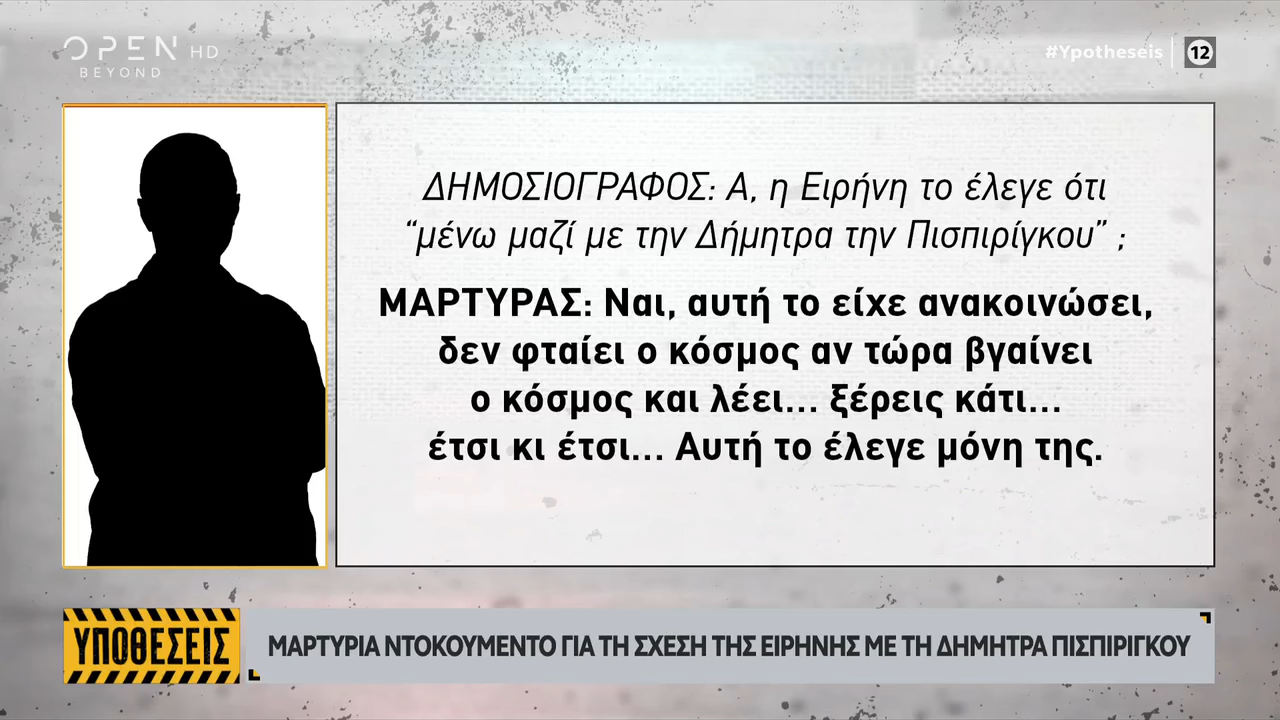 OPEN HD
BEYOND
#Ypotheseis
12
ΔΗΜΟΣΙΟΓΡΑΦΟΣ: Α, η Ειρήνη το έλεγε ότι
“μένω μαζί με την Δήμητρα την Πισπιρίγκου” ;
ΜΑΡΤΥΡΑΣ: Ναι, αυτή το είχε ανακοινώσει,
δεν φταίει ο κόσμος αν τώρα βγαίνει
ο κόσμος και λέει... ξέρεις κάτι...
έτσι κι έτσι... Αυτή το έλεγε μόνη της.
ΥΠΟΘΕΣΕΙΣ
ΜΑΡΤΥΡΙΑ ΝΤΟΚΟΥΜΕΝΤΟ ΓΙΑ ΤΗ ΣΧΕΣΗ ΤΗΣ ΕΙΡΗΝΗΣ ΜΕ ΤΗ ΔΗΜΗΤΡΑ ΠΙΣΠΙΡΙΓΚΟΥ